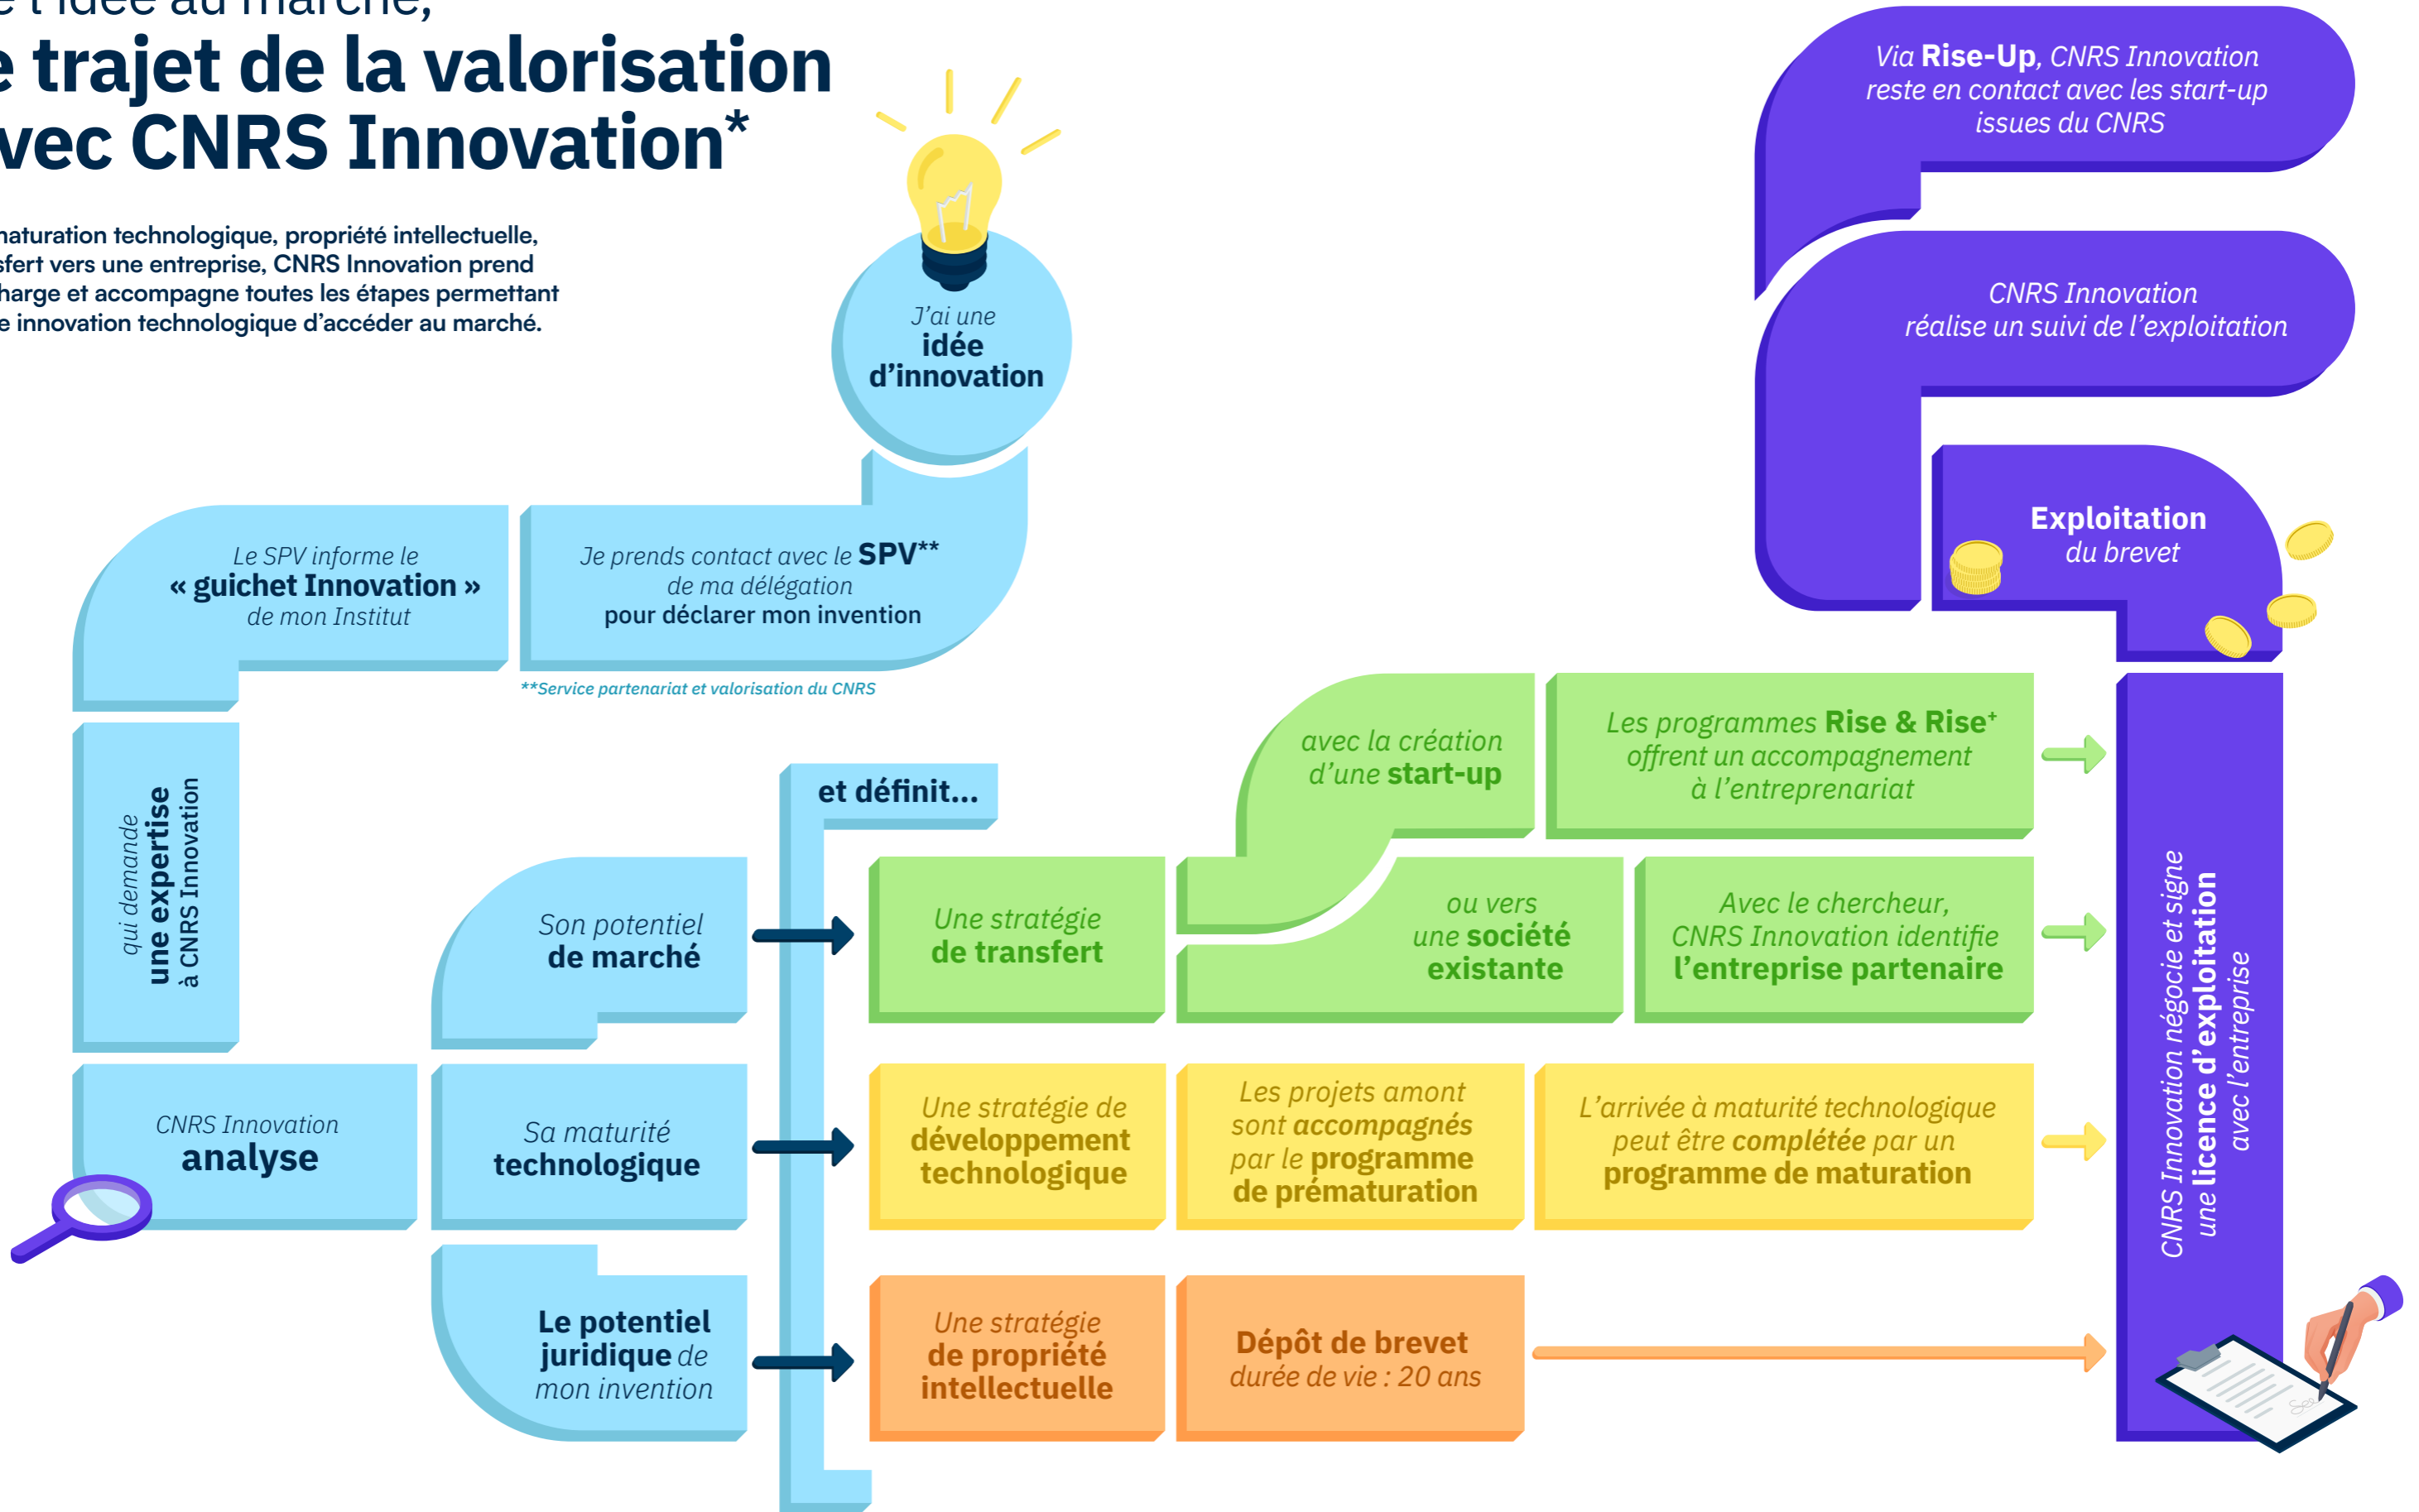 l'idée au marché,
trajet de la valorisation
avec CNRS Innovation*
maturation technologique, propriété intellectuelle,
vers une entreprise, CNRS Innovation prend
charge et accompagne toutes les étapes permettant
innovation technologique d'accéder au marché.
J'ai une
idée
d'innovation
Je prends contact avec le SPV**
de ma délégation
pour déclarer mon invention
**Service partenariat et valorisation du CNRS
Le SPV informe le
« guichet Innovation »
de mon Institut
qui demande
une expertise
à CNRS Innovation
CNRS Innovation
analyse
Son potentiel
de marché
Sa maturité
technologique
Le potentiel
juridique de
mon invention
et définit...
Une stratégie
de transfert
avec la création
d'une start-up
Les programmes Rise & Rise+
offrent un accompagnement
à l'entreprenariat
ou vers
une société
existante
Avec le chercheur,
CNRS Innovation identifie
l'entreprise partenaire
Une stratégie de
développement
technologique
Les projets amont
sont accompagnés
par le programme
de prématuration
L'arrivée à maturité technologique
peut être complétée par un
programme de maturation
Une stratégie
de propriété
intellectuelle
Dépôt de brevet
durée de vie : 20 ans
CNRS Innovation négocie et signe
une licence d'exploitation
avec l'entreprise
Exploitation
du brevet
CNRS Innovation
réalise un suivi de l'exploitation
Via Rise-Up, CNRS Innovation
reste en contact avec les start-up
issues du CNRS